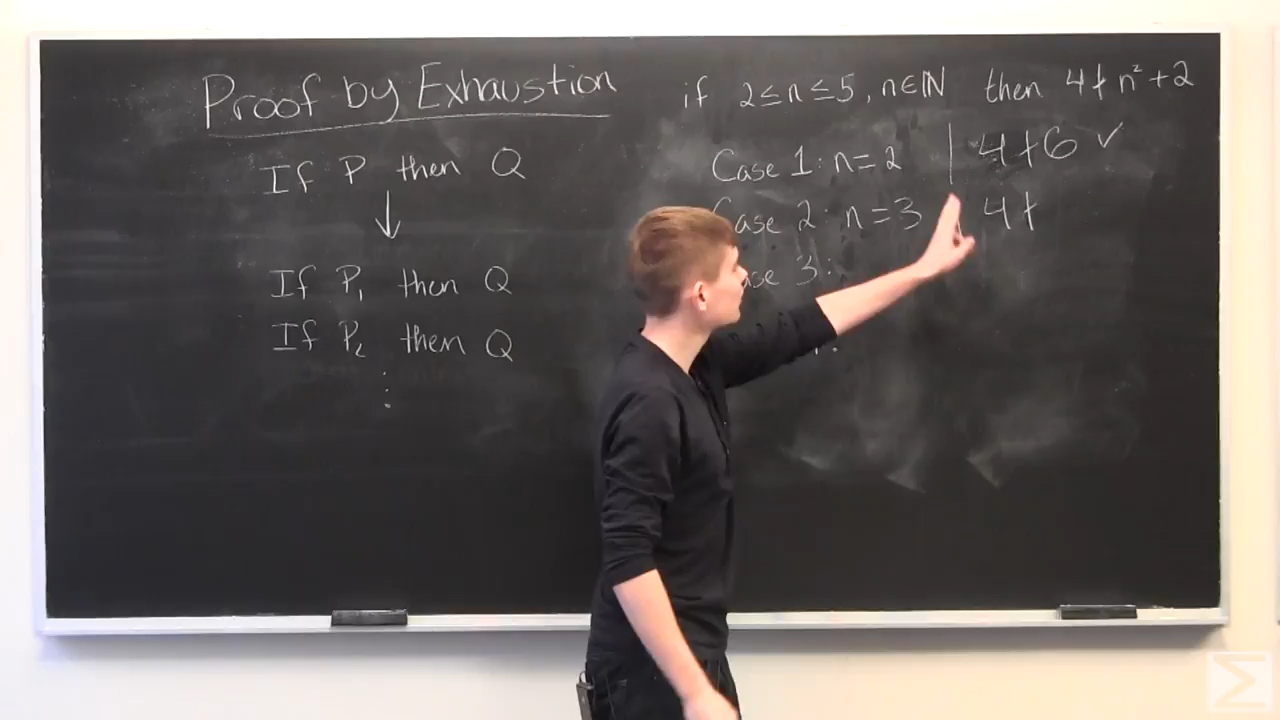 Proof by Exhaustion
If P then Q
↓
If P₁ then Q
If P₂ then Q
⋮
if 2≤n≤5, n∈ℕ then 4∤n²+2
Case 1: n=2 | 4∤6 ✓
Case 2: n=3 | 4∤
3:
Σ